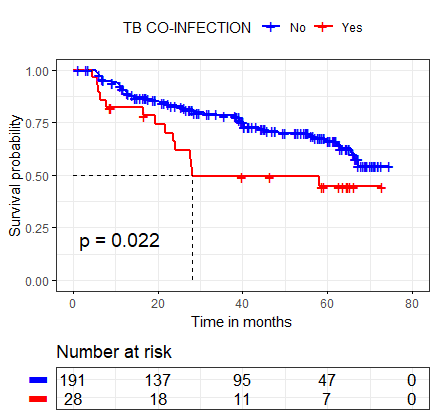 TB CO-INFECTION No Yes
1.00
0.75
0.50
0.25
0.00
Survival probability
p = 0.022
0 20 40 60 80
Time in months
Number at risk
191 137 95 47 0
28 18 11 7 0